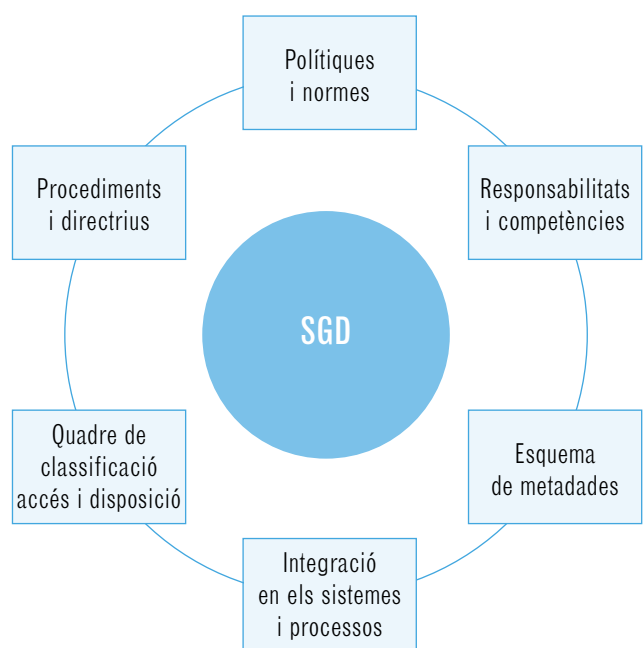 Polítiques
i normes
Procediments
i directrius
Responsabilitats
i competències
SGD
Quadre de
classificació
accés i disposició
Esquema
de metadades
Integració
en els sistemes
i processos